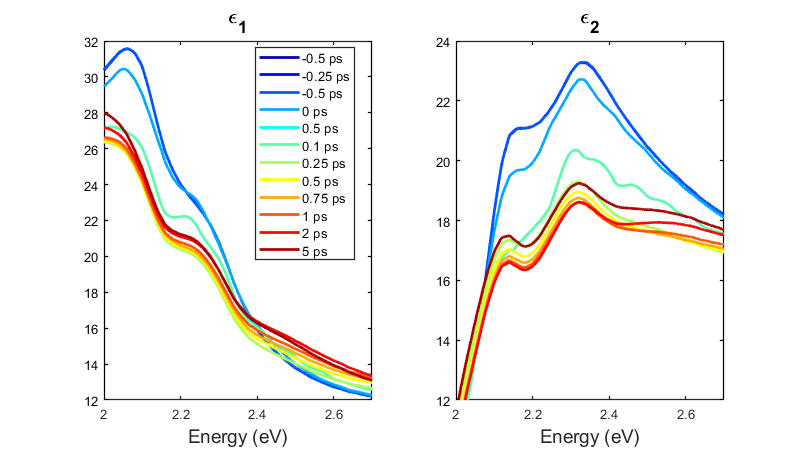 ϵ1
32
30
28
26
24
22
20
18
16
14
12
2
2.2
2.4
2.6
Energy (eV)
-0.5 ps
-0.25 ps
-0.5 ps
0 ps
0.5 ps
0.1 ps
0.25 ps
0.5 ps
0.75 ps
1 ps
2 ps
5 ps
ϵ2
24
22
20
18
16
14
12
2
2.2
2.4
2.6
Energy (eV)